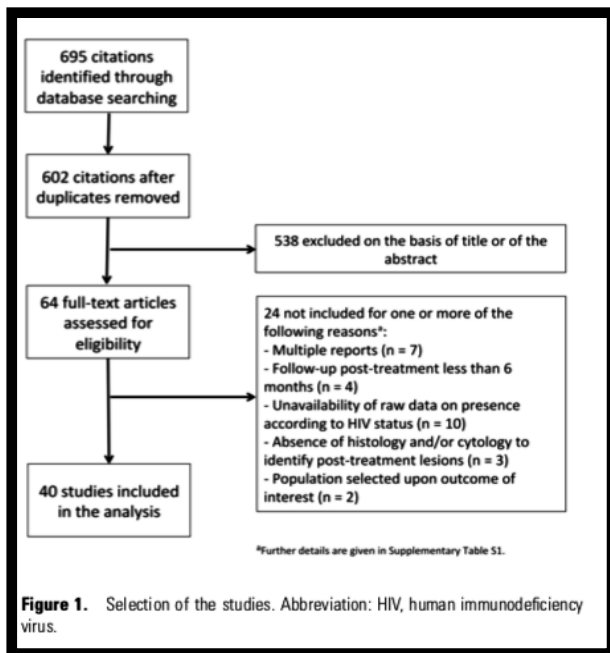 695 citations
identified through
database searching
602 citations after
duplicates removed
538 excluded on the basis of title or of the
abstract
64 full-text articles
assessed for
eligibility
24 not included for one or more of the
following reasonsᵃ:
- Multiple reports (n = 7)
- Follow-up post-treatment less than 6
months (n = 4)
- Unavailability of raw data on presence
according to HIV status (n = 10)
- Absence of histology and/or cytology to
identify post-treatment lesions (n = 3)
- Population selected upon outcome of
interest (n = 2)
40 studies included
in the analysis
ᵃFurther details are given in Supplementary Table S1.
Figure 1. Selection of the studies. Abbreviation: HIV, human immunodeficiency
virus.